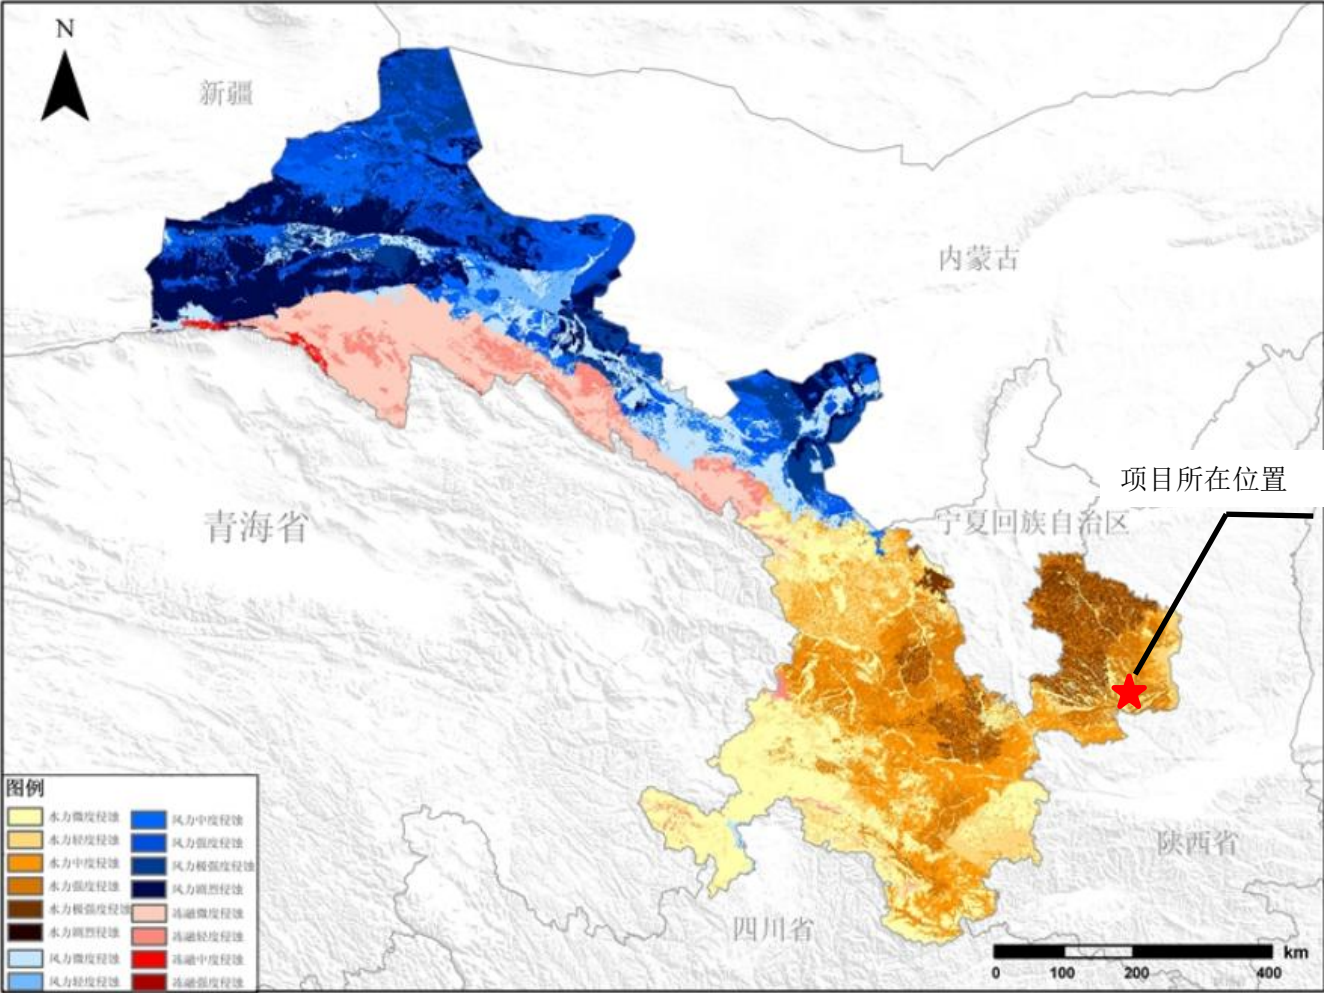 N
新疆
内蒙古
项目所在位置
宁夏回族自治区
青海省
陕西省
四川省
图例
水力微度侵蚀
水力轻度侵蚀
水力中度侵蚀
水力强度侵蚀
水力极强度侵蚀
水力剧烈侵蚀
风力微度侵蚀
风力轻度侵蚀
风力中度侵蚀
风力强度侵蚀
风力极强度侵蚀
风力剧烈侵蚀
冻融微度侵蚀
冻融轻度侵蚀
冻融中度侵蚀
冻融强度侵蚀
km
0 100 200 400